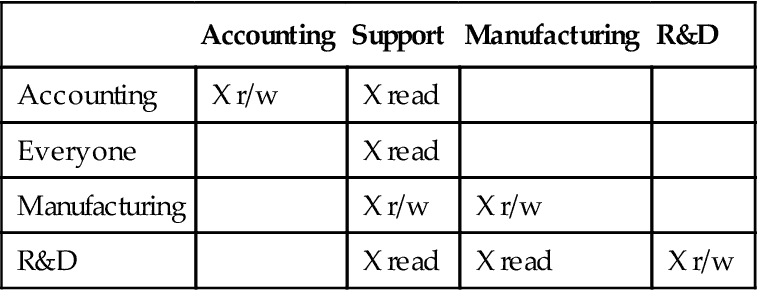 Accounting Support Manufacturing R&D
Accounting X r/w X read
Everyone X read
Manufacturing X r/w X r/w
R&D X read X read X r/w